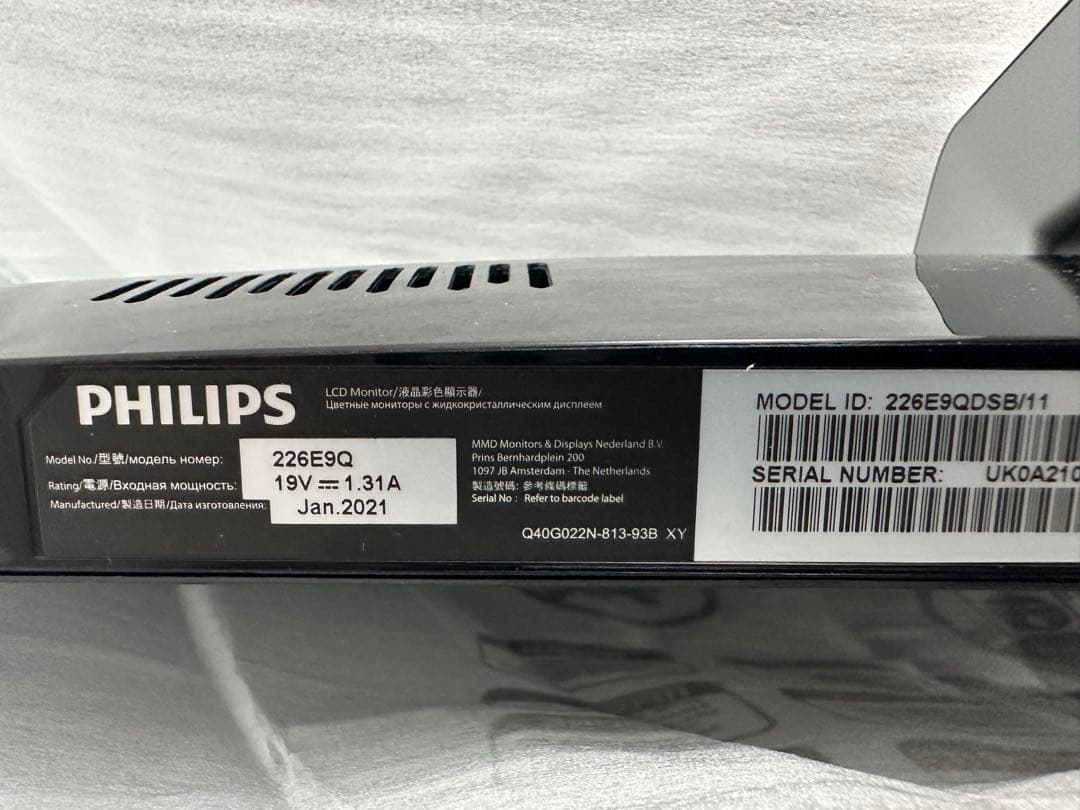 PHILIPS
LCD Monitor/液晶彩色顯示器/
Цветные мониторы с жидкокристаллическим дисплеем
Model No./型號/модель номер: 226E9Q
Rating/電源/Входная мощность: 19V ⎓ 1.31A
Manufactured/製造日期/Дата изготовления: Jan.2021
MMD Monitors & Displays Nederland B.V.
Prins Bernhardplein 200
1097 JB Amsterdam · The Netherlands
製造號碼: 參考條碼標籤
Serial No : Refer to barcode label
Q40G022N-813-93B XY
MODEL ID: 226E9QDSB/11
SERIAL NUMBER: UK0A210